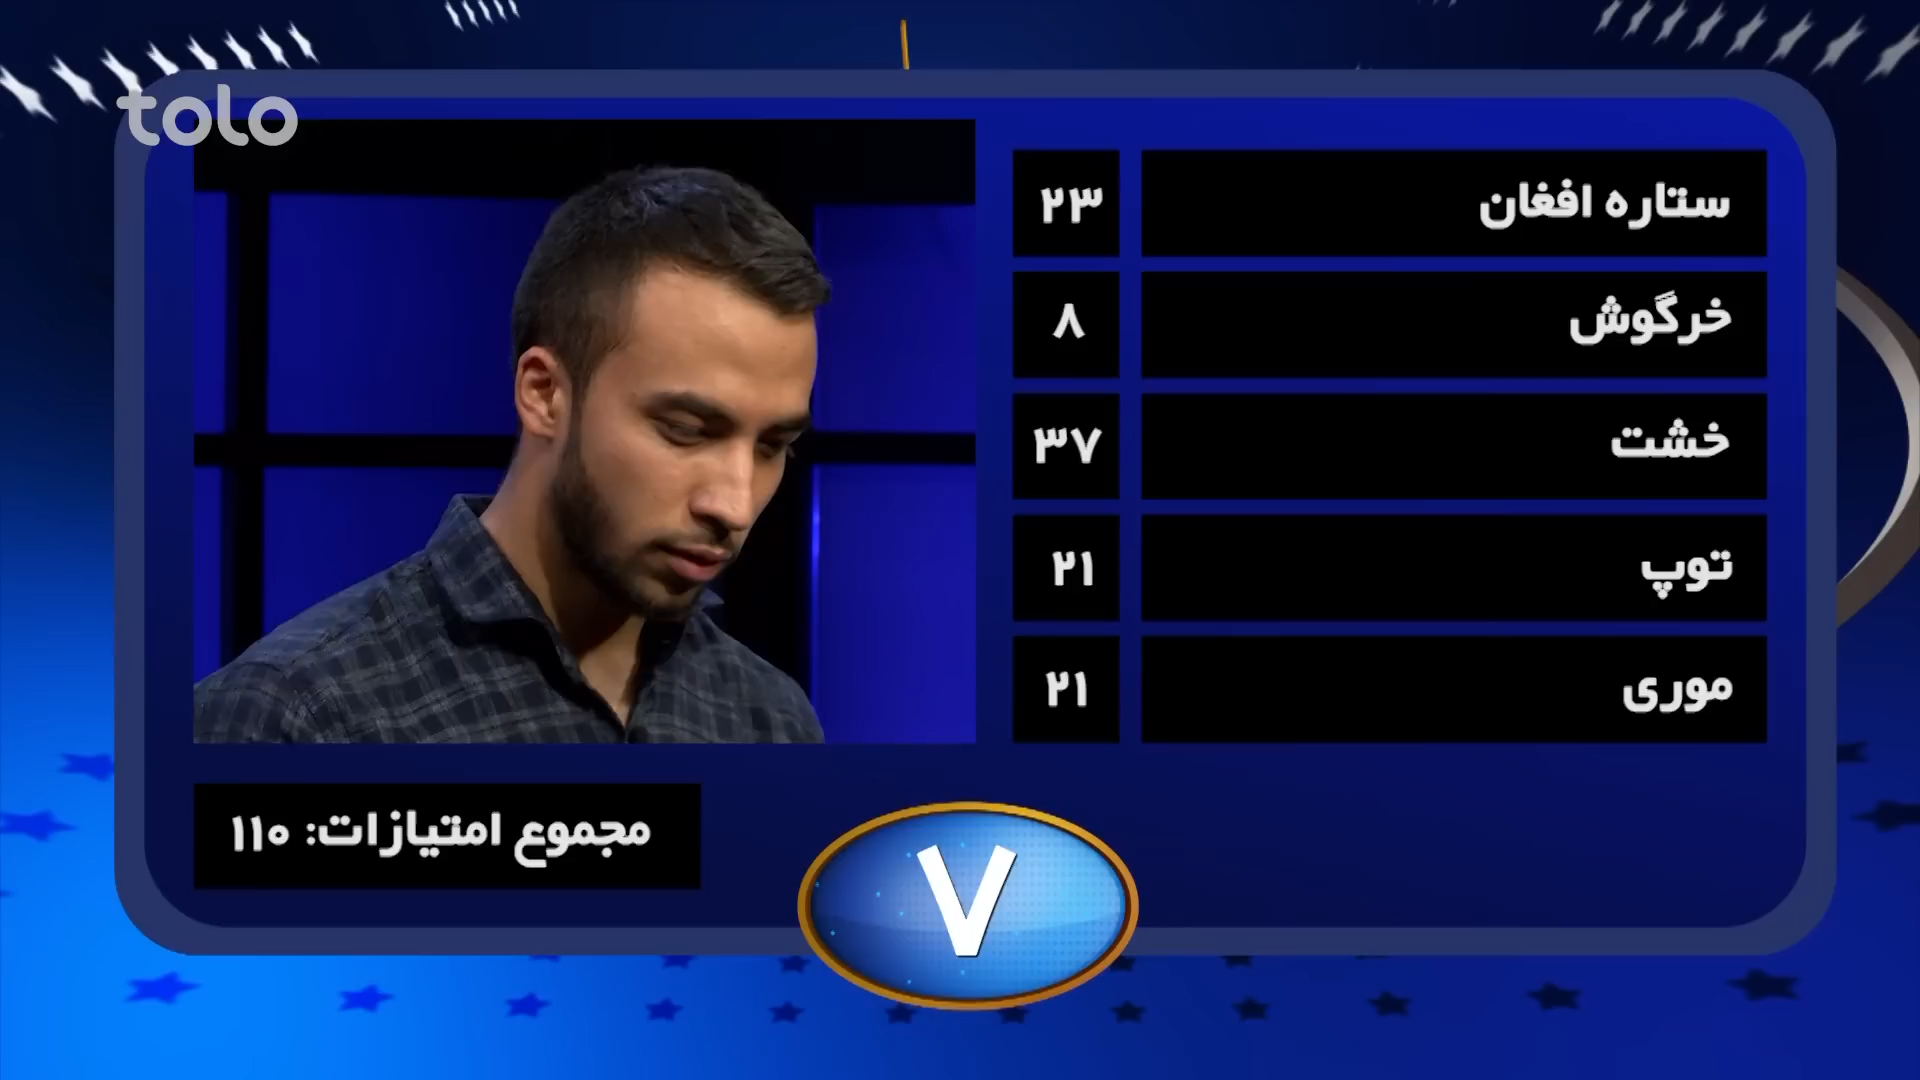 tolo
ستاره افغان ۲۳
خرگوش ۸
خشت ۳۷
توپ ۲۱
موری ۲۱
مجموع امتیازات: ۱۱۰
۷